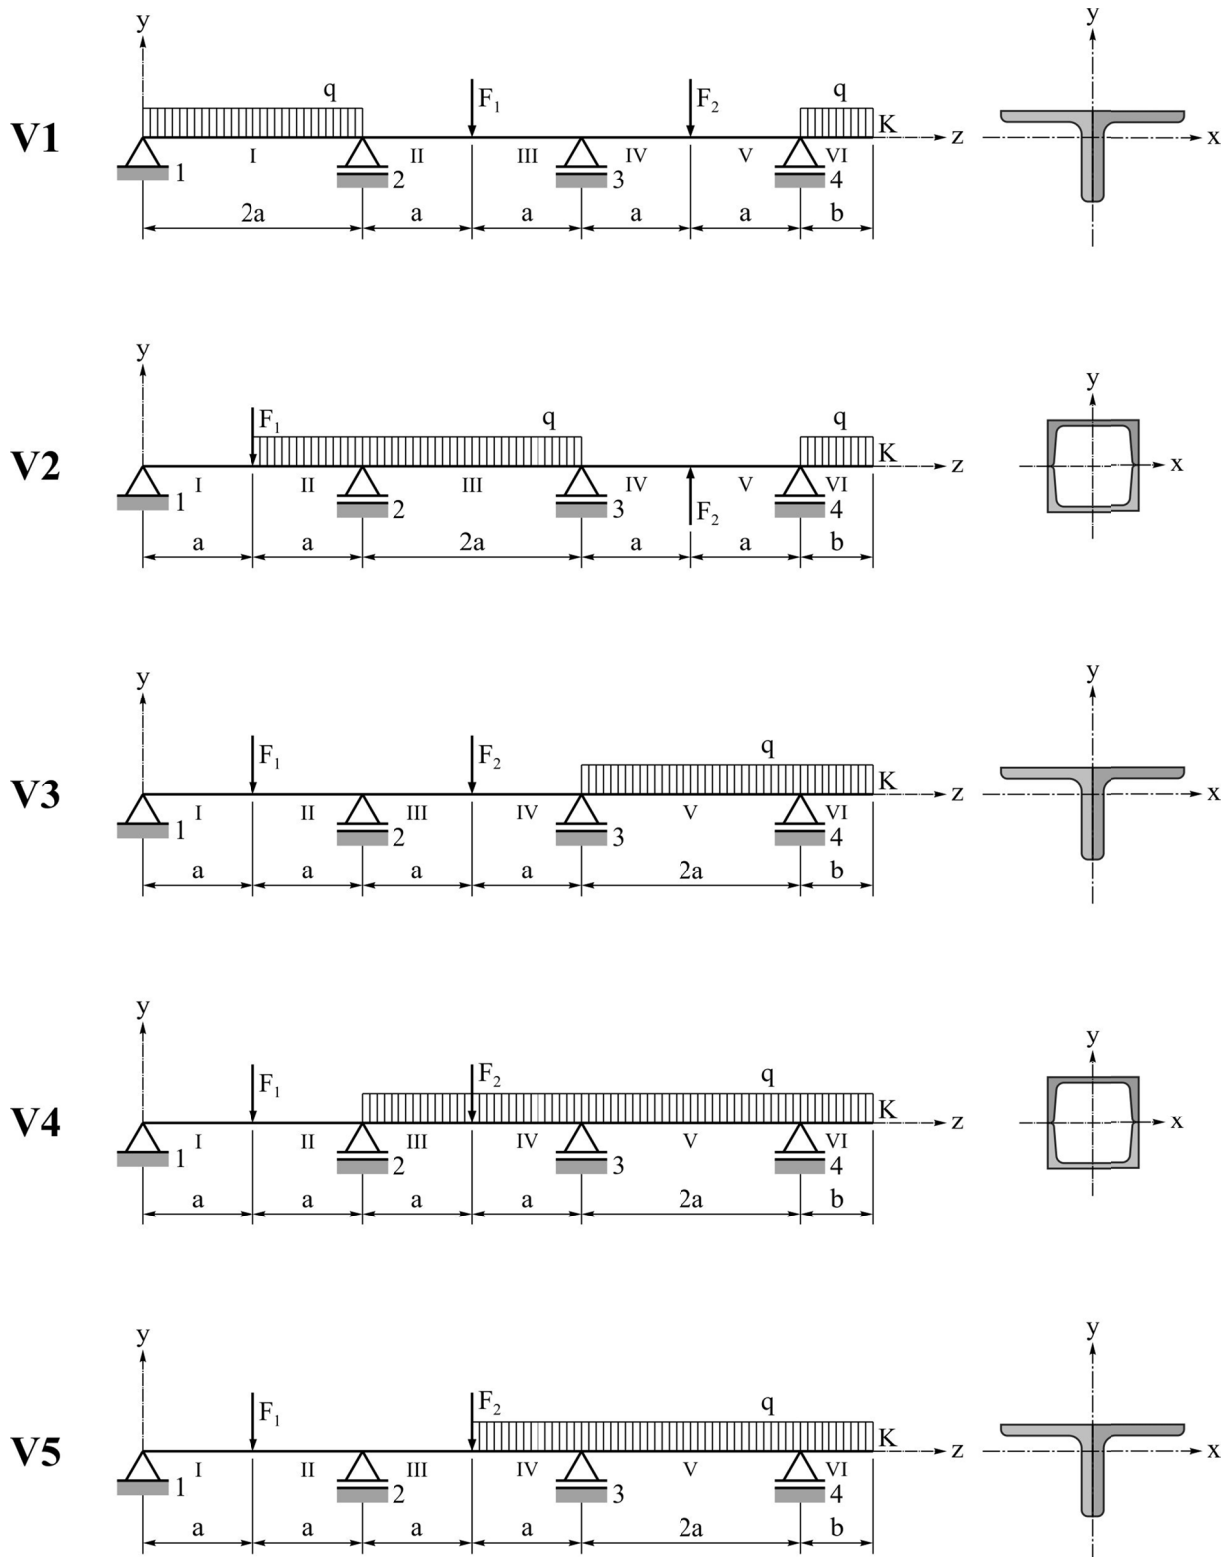 y
q F₁ F₂ q y
V1 K z x
I II III IV V VI
1 2 3 4
2a a a a a b
y
F₁ q q y
V2 K z x
I II III IV V VI
1 2 3 F₂ 4
a a 2a a a b
y y
F₁ F₂ q
V3 K z x
I II III IV V VI
1 2 3 4
a a a a 2a b
y y
F₁ F₂ q
V4 K z x
I II III IV V VI
1 2 3 4
a a a a 2a b
y y
F₁ F₂ q
V5 K z x
I II III IV V VI
1 2 3 4
a a a a 2a b